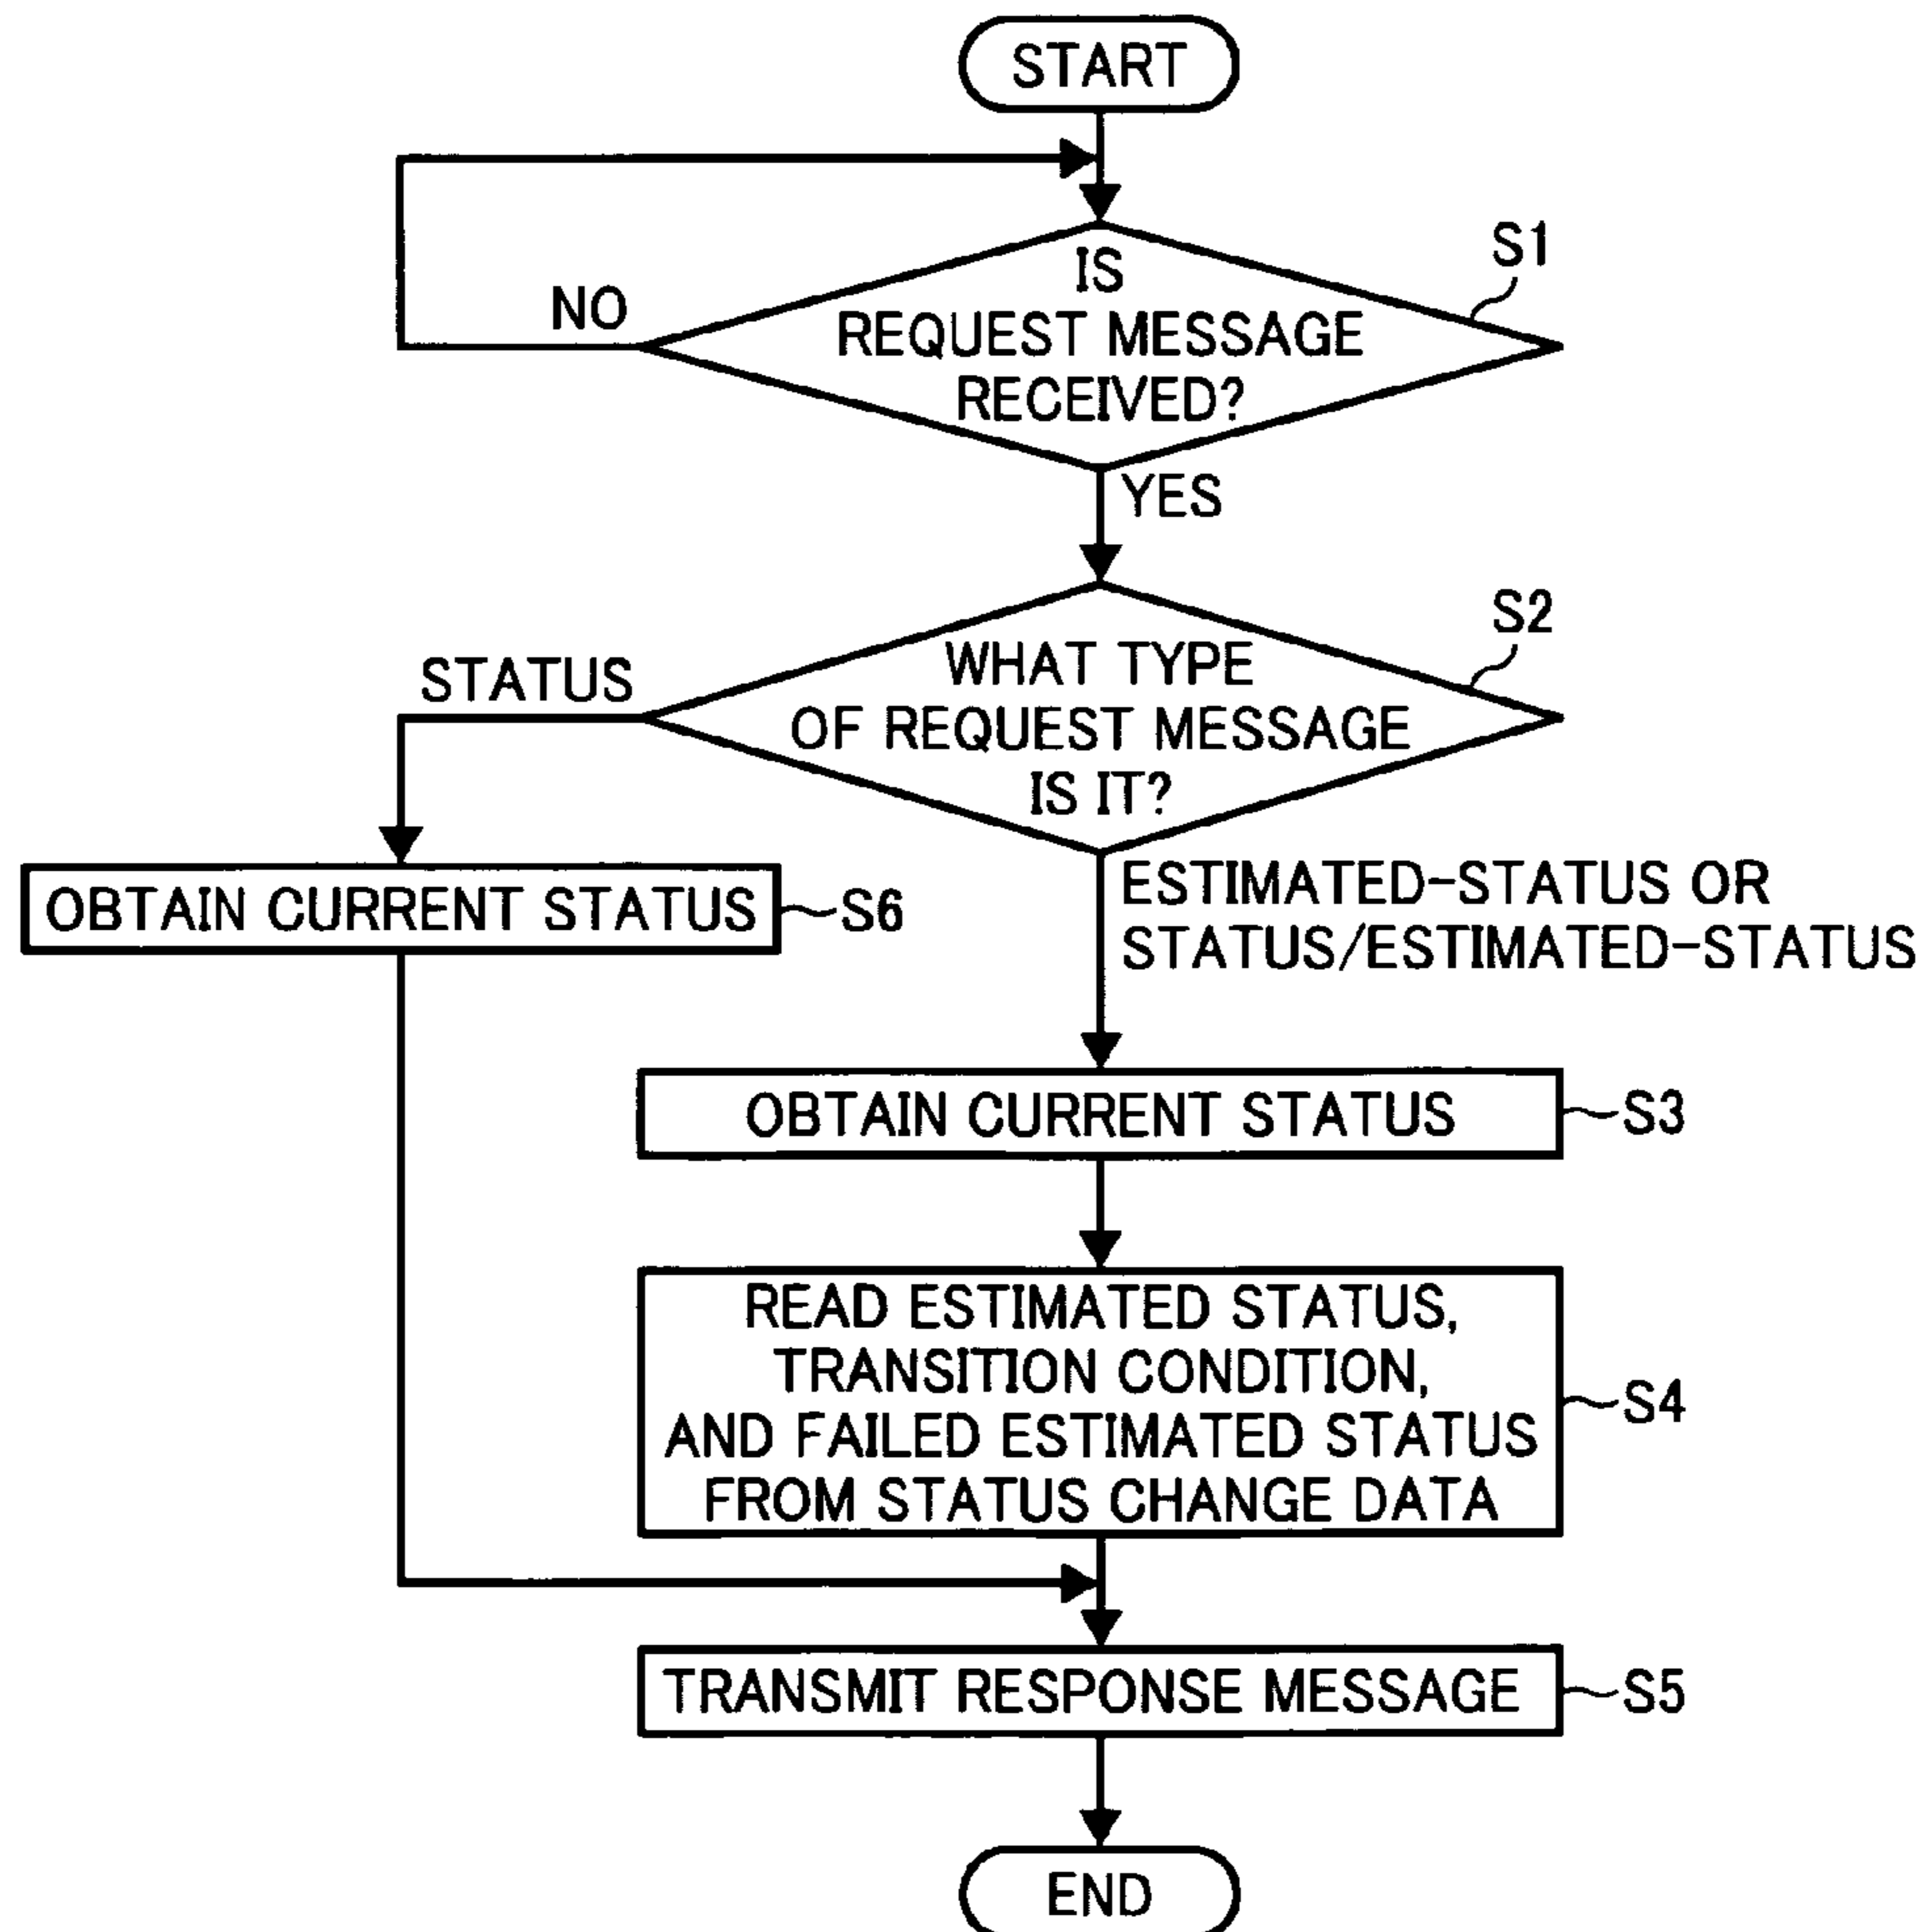 START
S1
IS
REQUEST MESSAGE
RECEIVED?
NO
YES
S2
WHAT TYPE
OF REQUEST MESSAGE
IS IT?
STATUS
ESTIMATED-STATUS OR
STATUS/ESTIMATED-STATUS
OBTAIN CURRENT STATUS
S6
OBTAIN CURRENT STATUS
S3
READ ESTIMATED STATUS,
TRANSITION CONDITION,
AND FAILED ESTIMATED STATUS
FROM STATUS CHANGE DATA
S4
TRANSMIT RESPONSE MESSAGE
S5
END